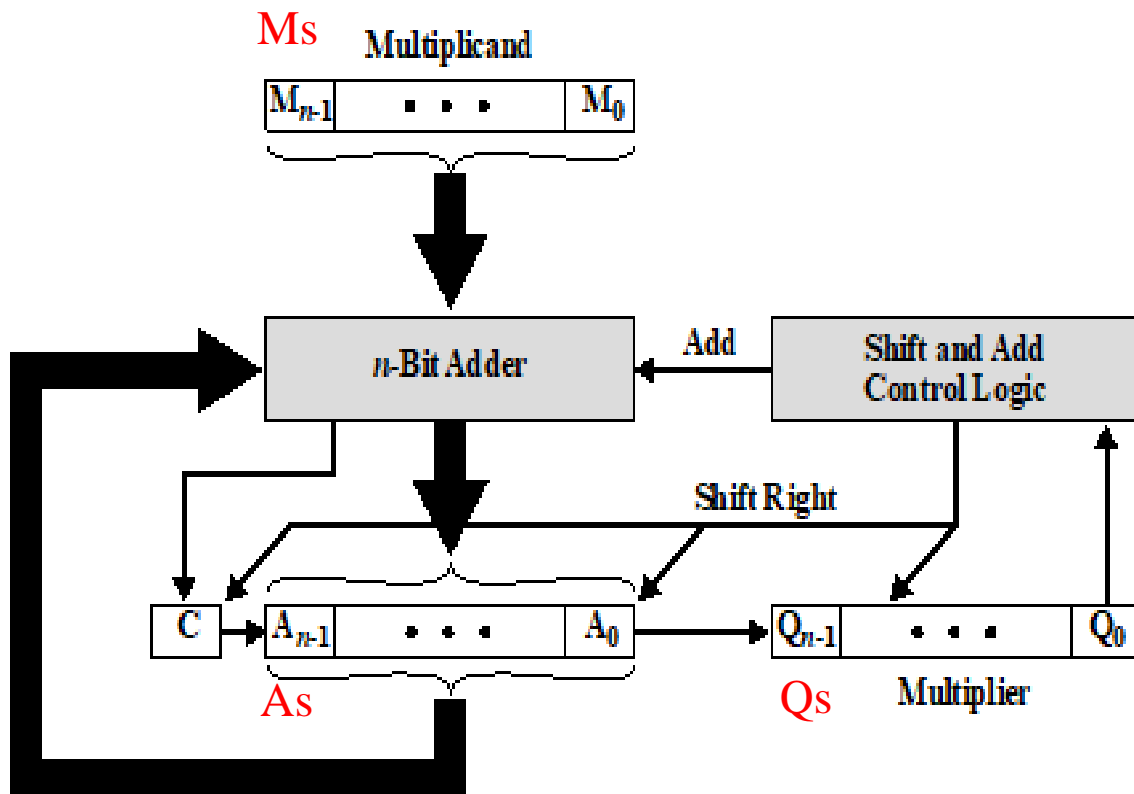 Ms
Multiplicand
Mn-1 • • • M0
n-Bit Adder
Add
Shift and Add
Control Logic
Shift Right
C
An-1 • • • A0
Qn-1 • • • Q0
As
Qs
Multiplier